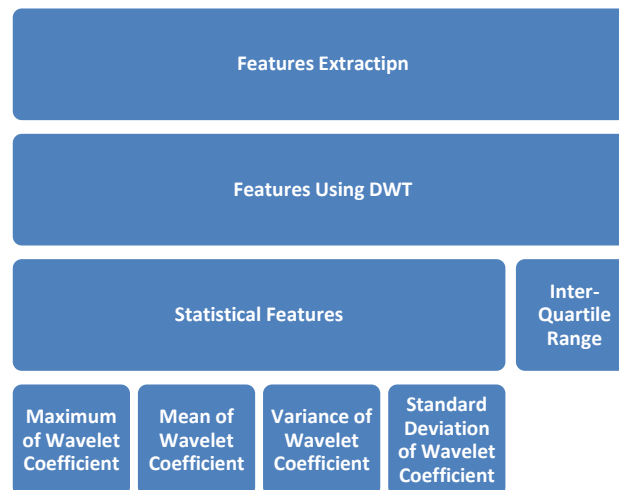 Features Extractipn
Features Using DWT
Statistical Features
Inter-
Quartile
Range
Maximum
of Wavelet
Coefficient
Mean of
Wavelet
Coefficient
Variance of
Wavelet
Coefficient
Standard
Deviation
of Wavelet
Coefficient